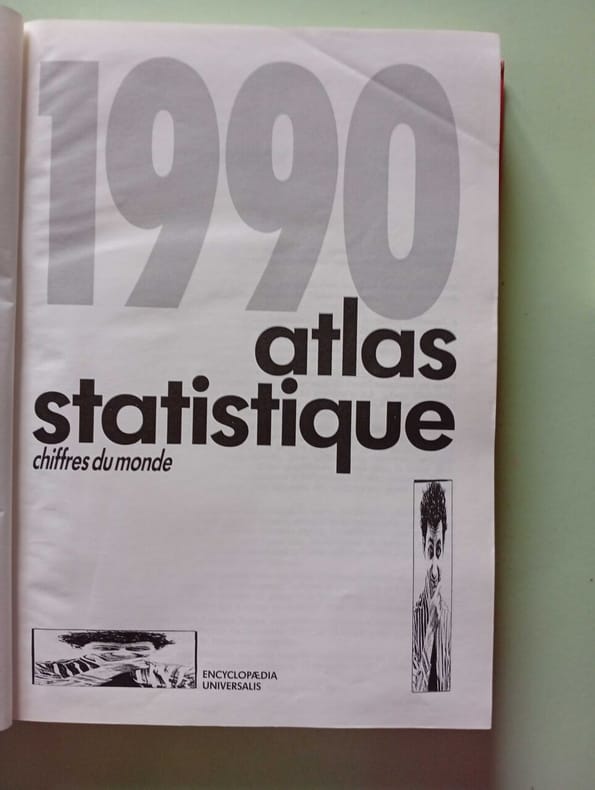 1990
atlas
statistique
chiffres du monde
ENCYCLOPÆDIA
UNIVERSALIS